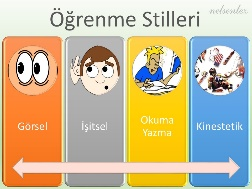 Öğrenme Stilleri
Görsel
İşitsel
Okuma
Yazma
Kinestetik